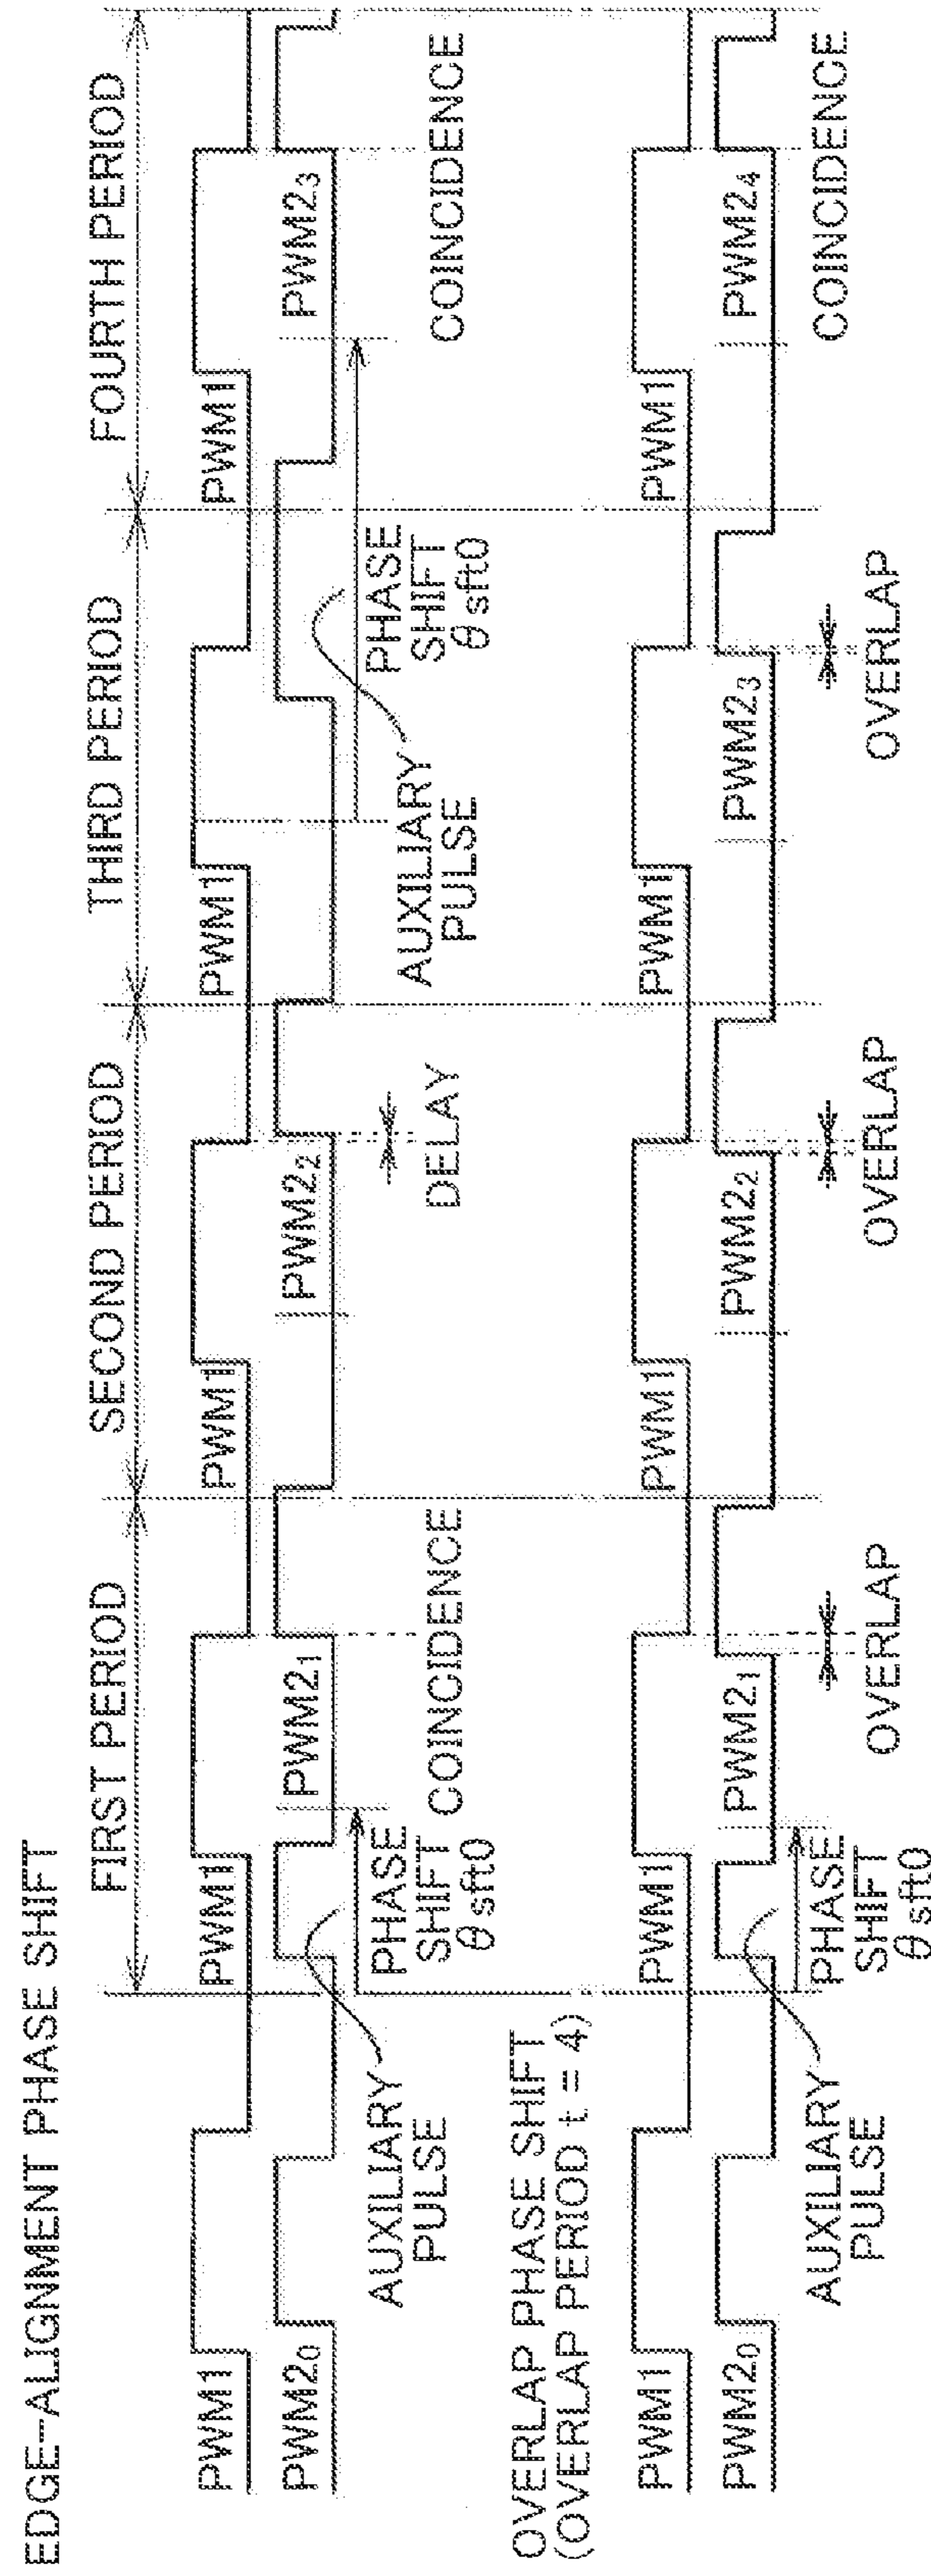 EDGE-ALIGNMENT PHASE SHIFT
FIRST PERIOD
SECOND PERIOD
THIRD PERIOD
FOURTH PERIOD
PWM1
PWM1
PWM1
PWM1
PWM1
PWM2₀
PWM2₁
PWM2₂
PWM2₃
AUXILIARY
PULSE
PHASE
SHIFT
θsft0
COINCIDENCE
DELAY
AUXILIARY
PULSE
PHASE
SHIFT
θsft0
COINCIDENCE
OVERLAP PHASE SHIFT
(OVERLAP PERIOD t = 4)
PWM1
PWM1
PWM1
PWM1
PWM1
PWM2₀
PWM2₁
PWM2₂
PWM2₃
PWM2₄
AUXILIARY
PULSE
PHASE
SHIFT
θsft0
OVERLAP
OVERLAP
OVERLAP
COINCIDENCE